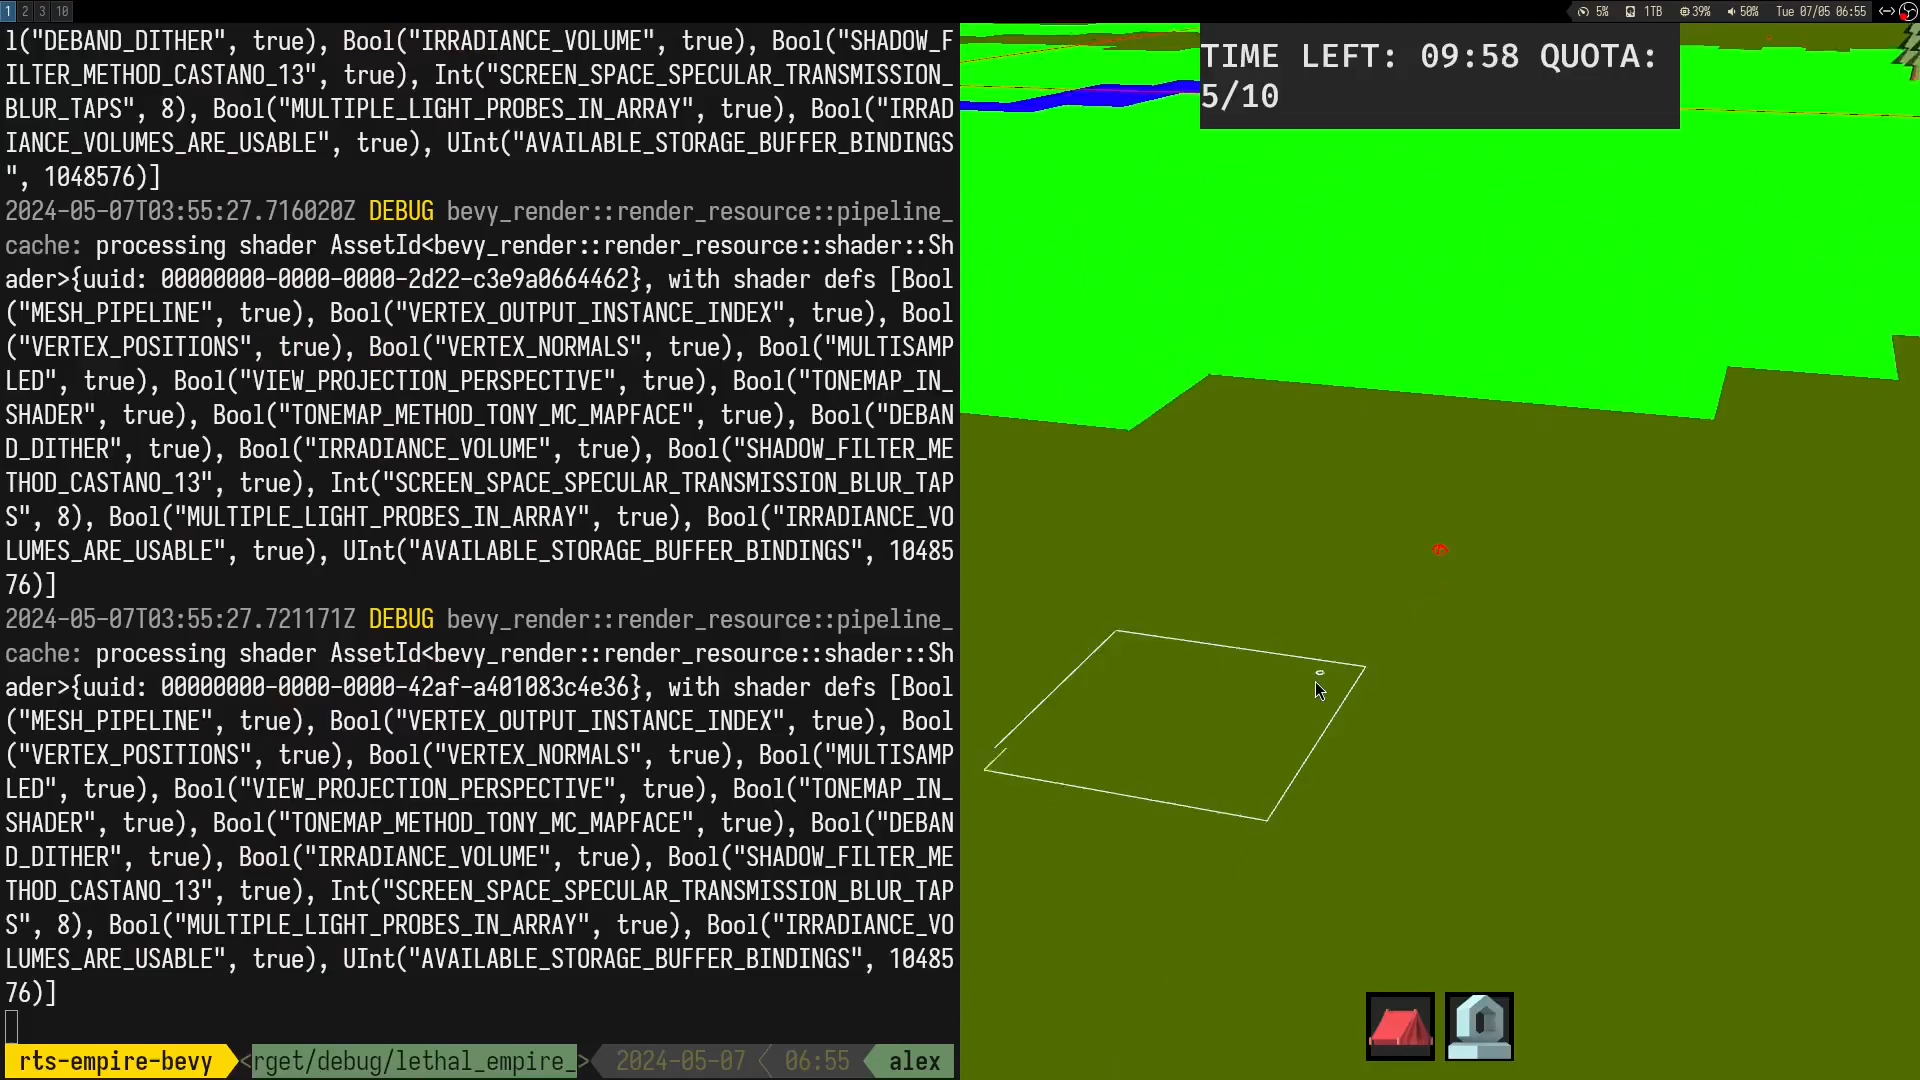 1 2 3 10
5% 1TB 39% 50% Tue 07/05 06:55
l("DEBAND_DITHER", true), Bool("IRRADIANCE_VOLUME", true), Bool("SHADOW_F
ILTER_METHOD_CASTANO_13", true), Int("SCREEN_SPACE_SPECULAR_TRANSMISSION_
BLUR_TAPS", 8), Bool("MULTIPLE_LIGHT_PROBES_IN_ARRAY", true), Bool("IRRAD
IANCE_VOLUMES_ARE_USABLE", true), UInt("AVAILABLE_STORAGE_BUFFER_BINDINGS
", 1048576)]
2024-05-07T03:55:27.716020Z DEBUG bevy_render::render_resource::pipeline_
cache: processing shader AssetId<bevy_render::render_resource::shader::Sh
ader>{uuid: 00000000-0000-0000-2d22-c3e9a0664462}, with shader defs [Bool
("MESH_PIPELINE", true), Bool("VERTEX_OUTPUT_INSTANCE_INDEX", true), Bool
("VERTEX_POSITIONS", true), Bool("VERTEX_NORMALS", true), Bool("MULTISAMP
LED", true), Bool("VIEW_PROJECTION_PERSPECTIVE", true), Bool("TONEMAP_IN_
SHADER", true), Bool("TONEMAP_METHOD_TONY_MC_MAPFACE", true), Bool("DEBAN
D_DITHER", true), Bool("IRRADIANCE_VOLUME", true), Bool("SHADOW_FILTER_ME
THOD_CASTANO_13", true), Int("SCREEN_SPACE_SPECULAR_TRANSMISSION_BLUR_TAP
S", 8), Bool("MULTIPLE_LIGHT_PROBES_IN_ARRAY", true), Bool("IRRADIANCE_VO
LUMES_ARE_USABLE", true), UInt("AVAILABLE_STORAGE_BUFFER_BINDINGS", 10485
76)]
2024-05-07T03:55:27.721171Z DEBUG bevy_render::render_resource::pipeline_
cache: processing shader AssetId<bevy_render::render_resource::shader::Sh
ader>{uuid: 00000000-0000-0000-42af-a401083c4e36}, with shader defs [Bool
("MESH_PIPELINE", true), Bool("VERTEX_OUTPUT_INSTANCE_INDEX", true), Bool
("VERTEX_POSITIONS", true), Bool("VERTEX_NORMALS", true), Bool("MULTISAMP
LED", true), Bool("VIEW_PROJECTION_PERSPECTIVE", true), Bool("TONEMAP_IN_
SHADER", true), Bool("TONEMAP_METHOD_TONY_MC_MAPFACE", true), Bool("DEBAN
D_DITHER", true), Bool("IRRADIANCE_VOLUME", true), Bool("SHADOW_FILTER_ME
THOD_CASTANO_13", true), Int("SCREEN_SPACE_SPECULAR_TRANSMISSION_BLUR_TAP
S", 8), Bool("MULTIPLE_LIGHT_PROBES_IN_ARRAY", true), Bool("IRRADIANCE_VO
LUMES_ARE_USABLE", true), UInt("AVAILABLE_STORAGE_BUFFER_BINDINGS", 10485
76)]
rts-empire-bevy <rget/debug/lethal_empire_> 2024-05-07 06:55 alex
TIME LEFT: 09:58 QUOTA:
5/10